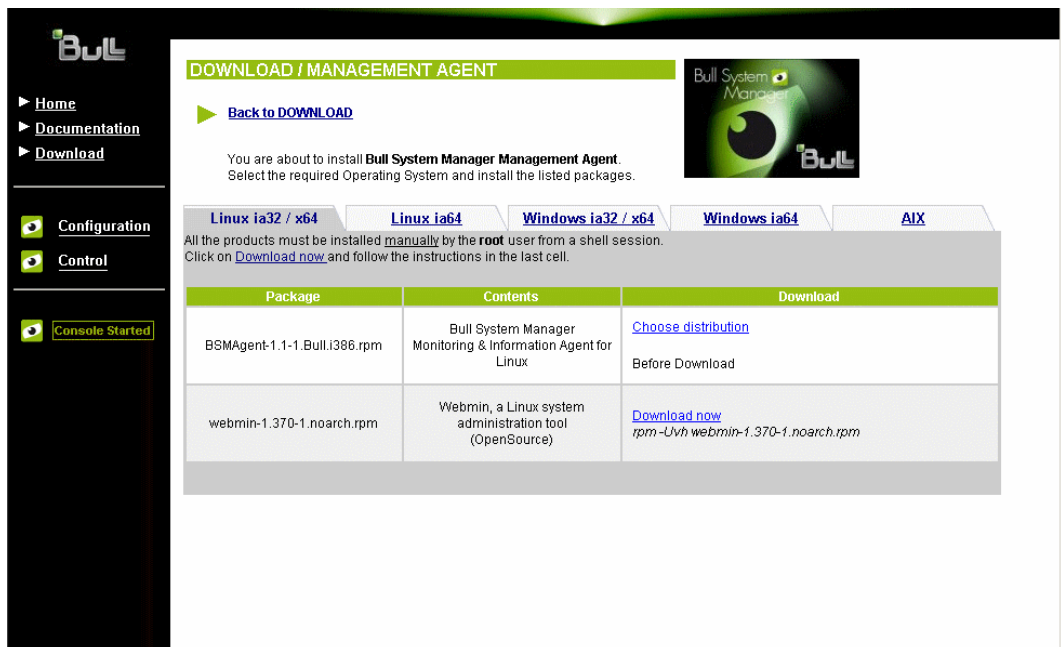 Bull
Home
Documentation
Download
Configuration
Control
Console Started
DOWNLOAD / MANAGEMENT AGENT
Back to DOWNLOAD
You are about to install Bull System Manager Management Agent.
Select the required Operating System and install the listed packages.
Bull System
Manager
Bull
Linux ia32 / x64
Linux ia64
Windows ia32 / x64
Windows ia64
AIX
All the products must be installed manually by the root user from a shell session.
Click on Download now and follow the instructions in the last cell.
Package
Contents
Download
BSMAgent-1.1-1.Bull.i386.rpm
Bull System Manager
Monitoring & Information Agent for
Linux
Choose distribution
Before Download
webmin-1.370-1.noarch.rpm
Webmin, a Linux system
administration tool
(OpenSource)
Download now
rpm -Uvh webmin-1.370-1.noarch.rpm